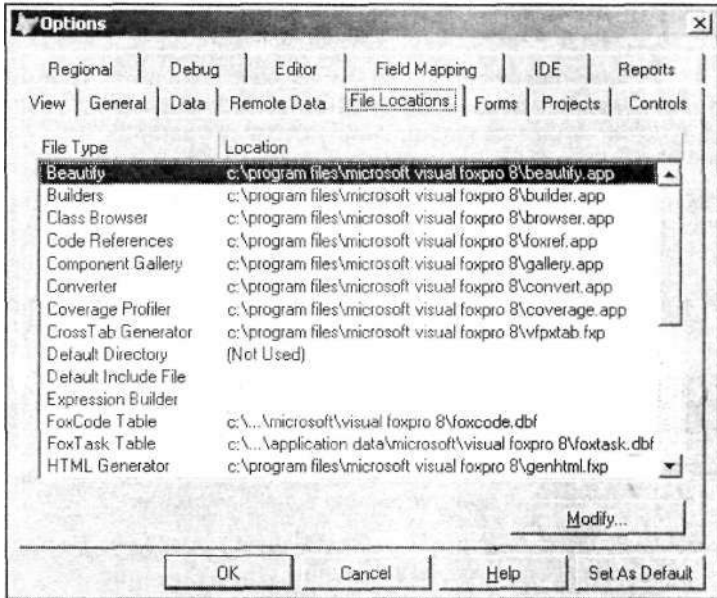 Options
Regional Debug Editor Field Mapping IDE Reports
View General Data Remote Data File Locations Forms Projects Controls
File Type Location
Beautify c:\program files\microsoft visual foxpro 8\beautify.app
Builders c:\program files\microsoft visual foxpro 8\builder.app
Class Browser c:\program files\microsoft visual foxpro 8\browser.app
Code References c:\program files\microsoft visual foxpro 8\foxref.app
Component Gallery c:\program files\microsoft visual foxpro 8\gallery.app
Converter c:\program files\microsoft visual foxpro 8\convert.app
Coverage Profiler c:\program files\microsoft visual foxpro 8\coverage.app
CrossTab Generator c:\program files\microsoft visual foxpro 8\vfpxtab.fxp
Default Directory (Not Used)
Default Include File
Expression Builder
FoxCode Table c:\...\microsoft\visual foxpro 8\foxcode.dbf
FoxTask Table c:\...\application data\microsoft\visual foxpro 8\foxtask.dbf
HTML Generator c:\program files\microsoft visual foxpro 8\genhtml.fxp
Modify...
OK Cancel Help Set As Default